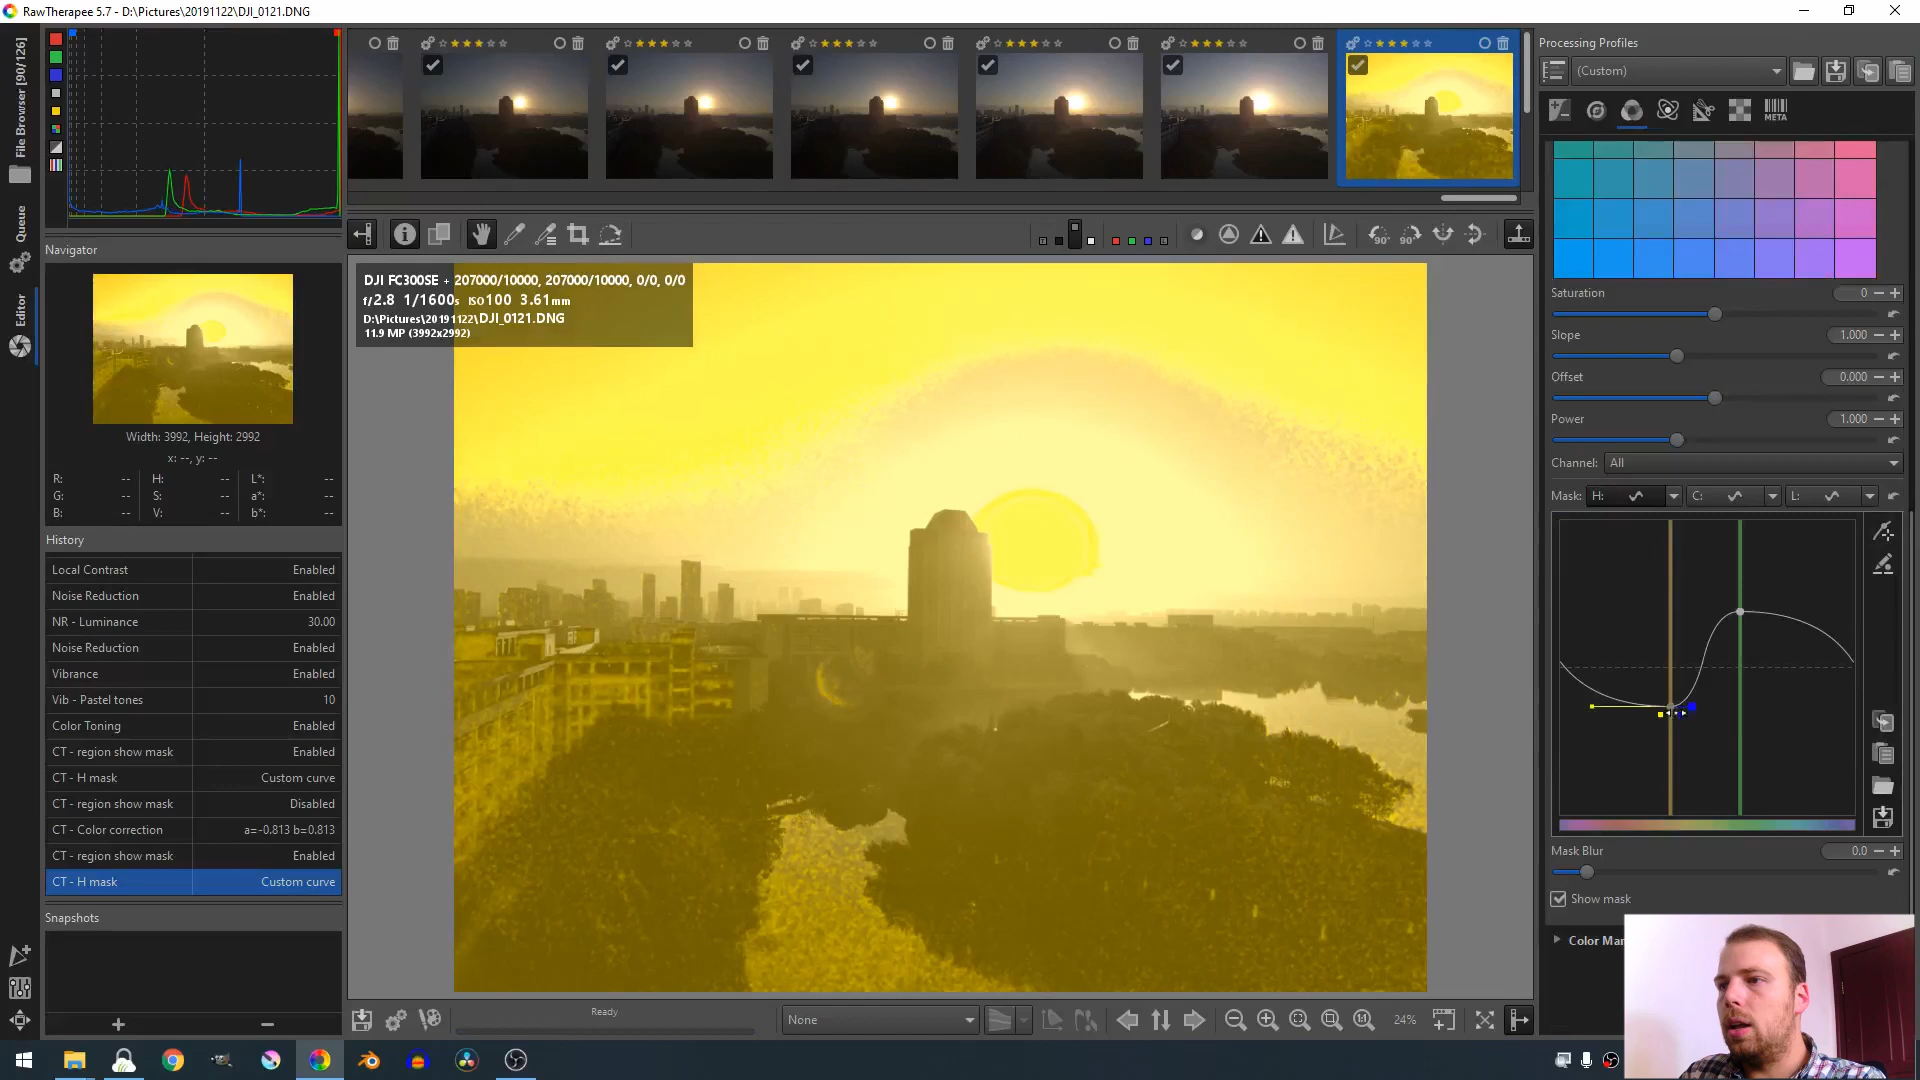 RawTherapee 5.7 - D:\Pictures\20191122\DJI_0121.DNG
File Browser [90/126]
Queue
Editor
Navigator
Width: 3992, Height: 2992
x: --, y: --
R: -- H: -- L*: --
G: -- S: -- a*: --
B: -- V: -- b*: --
History
Local Contrast Enabled
Noise Reduction Enabled
NR - Luminance 30.00
Noise Reduction Enabled
Vibrance Enabled
Vib - Pastel tones 10
Color Toning Enabled
CT - region show mask Enabled
CT - H mask Custom curve
CT - region show mask Disabled
CT - Color correction a=-0.813 b=0.813
CT - region show mask Enabled
CT - H mask Custom curve
Snapshots
DJI FC300SE + 207000/10000, 207000/10000, 0/0, 0/0
f/2.8 1/1600s ISO100 3.61mm
D:\Pictures\20191122\DJI_0121.DNG
11.9 MP (3992x2992)
90° 90°
Ready
None
1:1
24%
Processing Profiles
(Custom)
META
Saturation 0
Slope 1.000
Offset 0.000
Power 1.000
Channel: All
Mask: H: C: L:
Mask Blur 0.0
Show mask
Color Mar